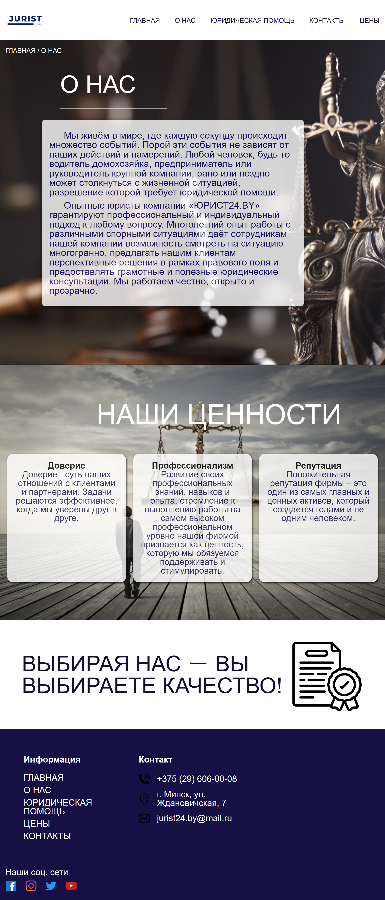 JURIST
ГЛАВНАЯ О НАС ЮРИДИЧЕСКАЯ ПОМОЩЬ КОНТАКТЫ ЦЕНЫ
ГЛАВНАЯ / О НАС
О НАС
Мы живём в мире, где каждую секунду происходит
множество событий. Порой эти события не зависят от
наших действий и намерений. Любой человек, будь то
водитель,домохозяйка, предприниматель или
руководитель крупной компании, рано или поздно
может столкнуться с жизненной ситуацией,
разрешение которой требует юридической помощи.
Опытные юристы компании «ЮРИСТ24.BY»
гарантируют профессиональный и индивидуальный
подход к любому вопросу. Многолетний опыт работы с
различными спорными ситуациями даёт сотрудникам
нашей компании возможность смотреть на ситуацию
многогранно, предлагать нашим клиентам
перспективные решения в рамках правового поля и
предоставлять грамотные и полезные юридические
консультации. Мы работаем честно, открыто и
прозрачно.
НАШИ ЦЕННОСТИ
Доверие
Доверие – суть наших
отношений с клиентами
и партнерами. Задачи
решаются эффективнее,
когда мы уверены друг в
друге.
Профессионализм
Развитие своих
профессиональных
знаний, навыков и
опыта, стремление к
выполнению работы на
самом высоком
профессиональном
уровне нашей фирмой
признается как ценность,
которую мы обязуемся
поддерживать и
стимулировать.
Репутация
Положительная
репутация фирмы – это
один из самых главных и
ценных активов, который
создается годами и не
одним человеком.
ВЫБИРАЯ НАС — ВЫ
ВЫБИРАЕТЕ КАЧЕСТВО!
Информация
ГЛАВНАЯ
О НАС
ЮРИДИЧЕСКАЯ
ПОМОЩЬ
ЦЕНЫ
КОНТАКТЫ
Контакт
+375 (29) 606-00-08
г. Минск, ул.
Ждановичская, 7
jurist24.by@mail.ru
Наши соц. сети